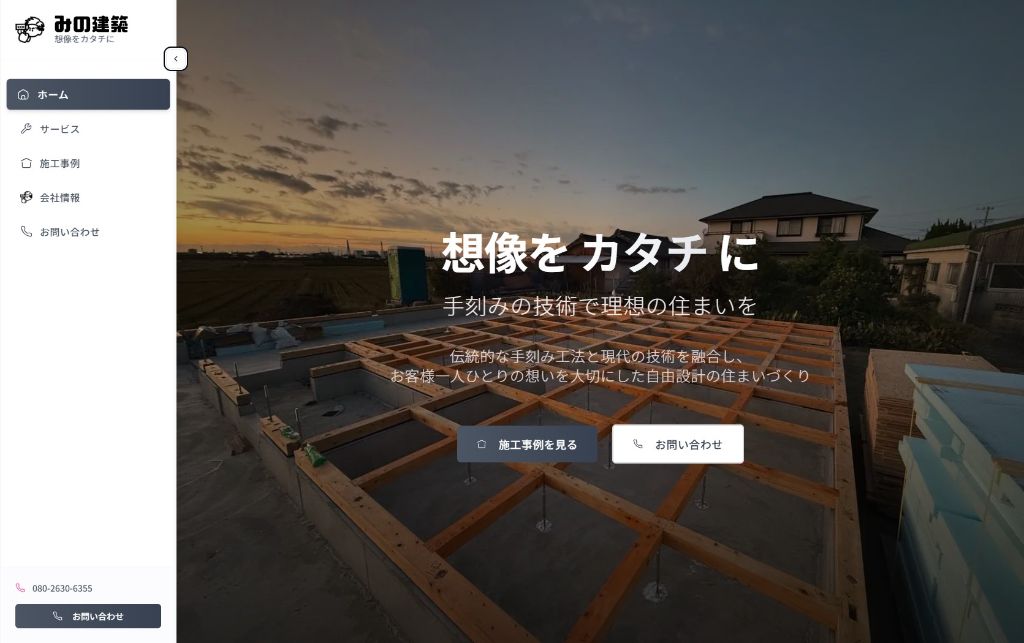 みの建築
想像をカタチに
ホーム
サービス
施工事例
会社情報
お問い合わせ
想像を カタチ に
手刻みの技術で理想の住まいを
伝統的な手刻み工法と現代の技術を融合し、
お客様一人ひとりの想いを大切にした自由設計の住まいづくり
施工事例を見る
お問い合わせ
080-2630-6355
お問い合わせ